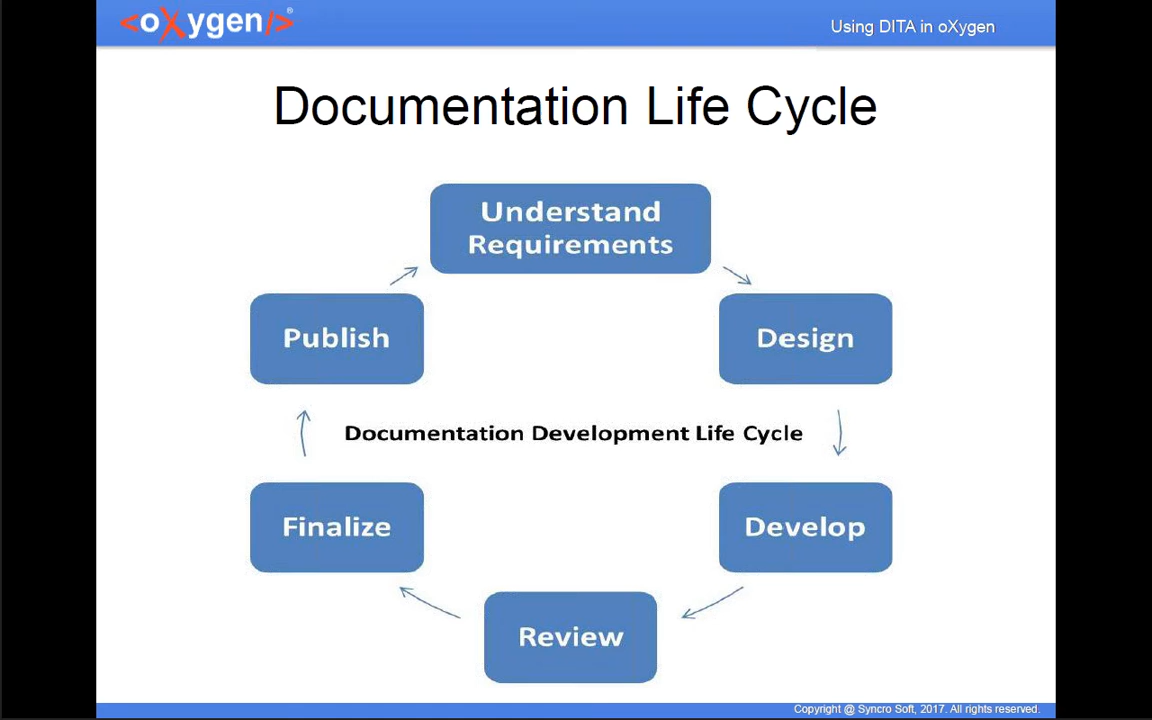 <oXygen/>®
Using DITA in oXygen
Documentation Life Cycle
Understand
Requirements
Publish
Design
Documentation Development Life Cycle
Finalize
Develop
Review
Copyright @ Syncro Soft, 2017. All rights reserved.